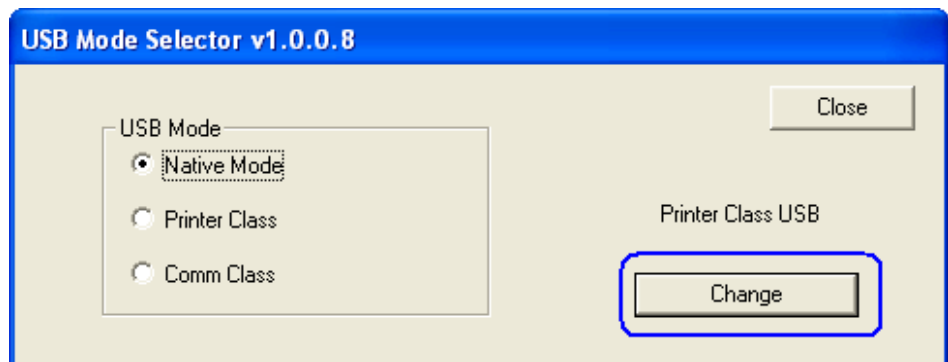 USB Mode Selector v1.0.0.8
Close
USB Mode
Native Mode
Printer Class
Printer Class USB
Comm Class
Change